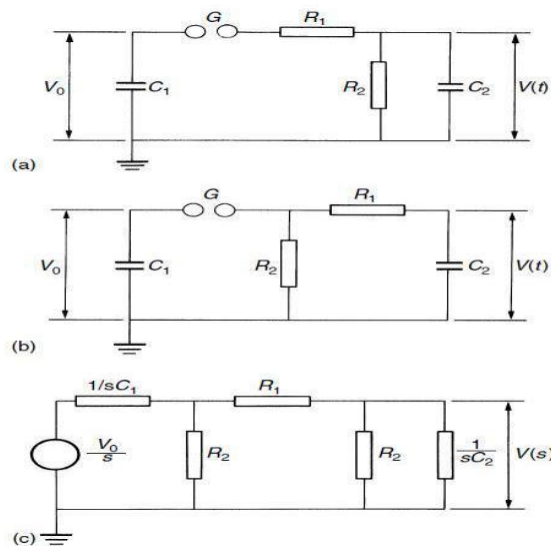 G
R1
V0
C1
R2
C2
V(t)
(a)
G
R1
V0
C1
R2
C2
V(t)
(b)
1/sC1
R1
V0
s
R2
R2
1
sC2
V(s)
(c)